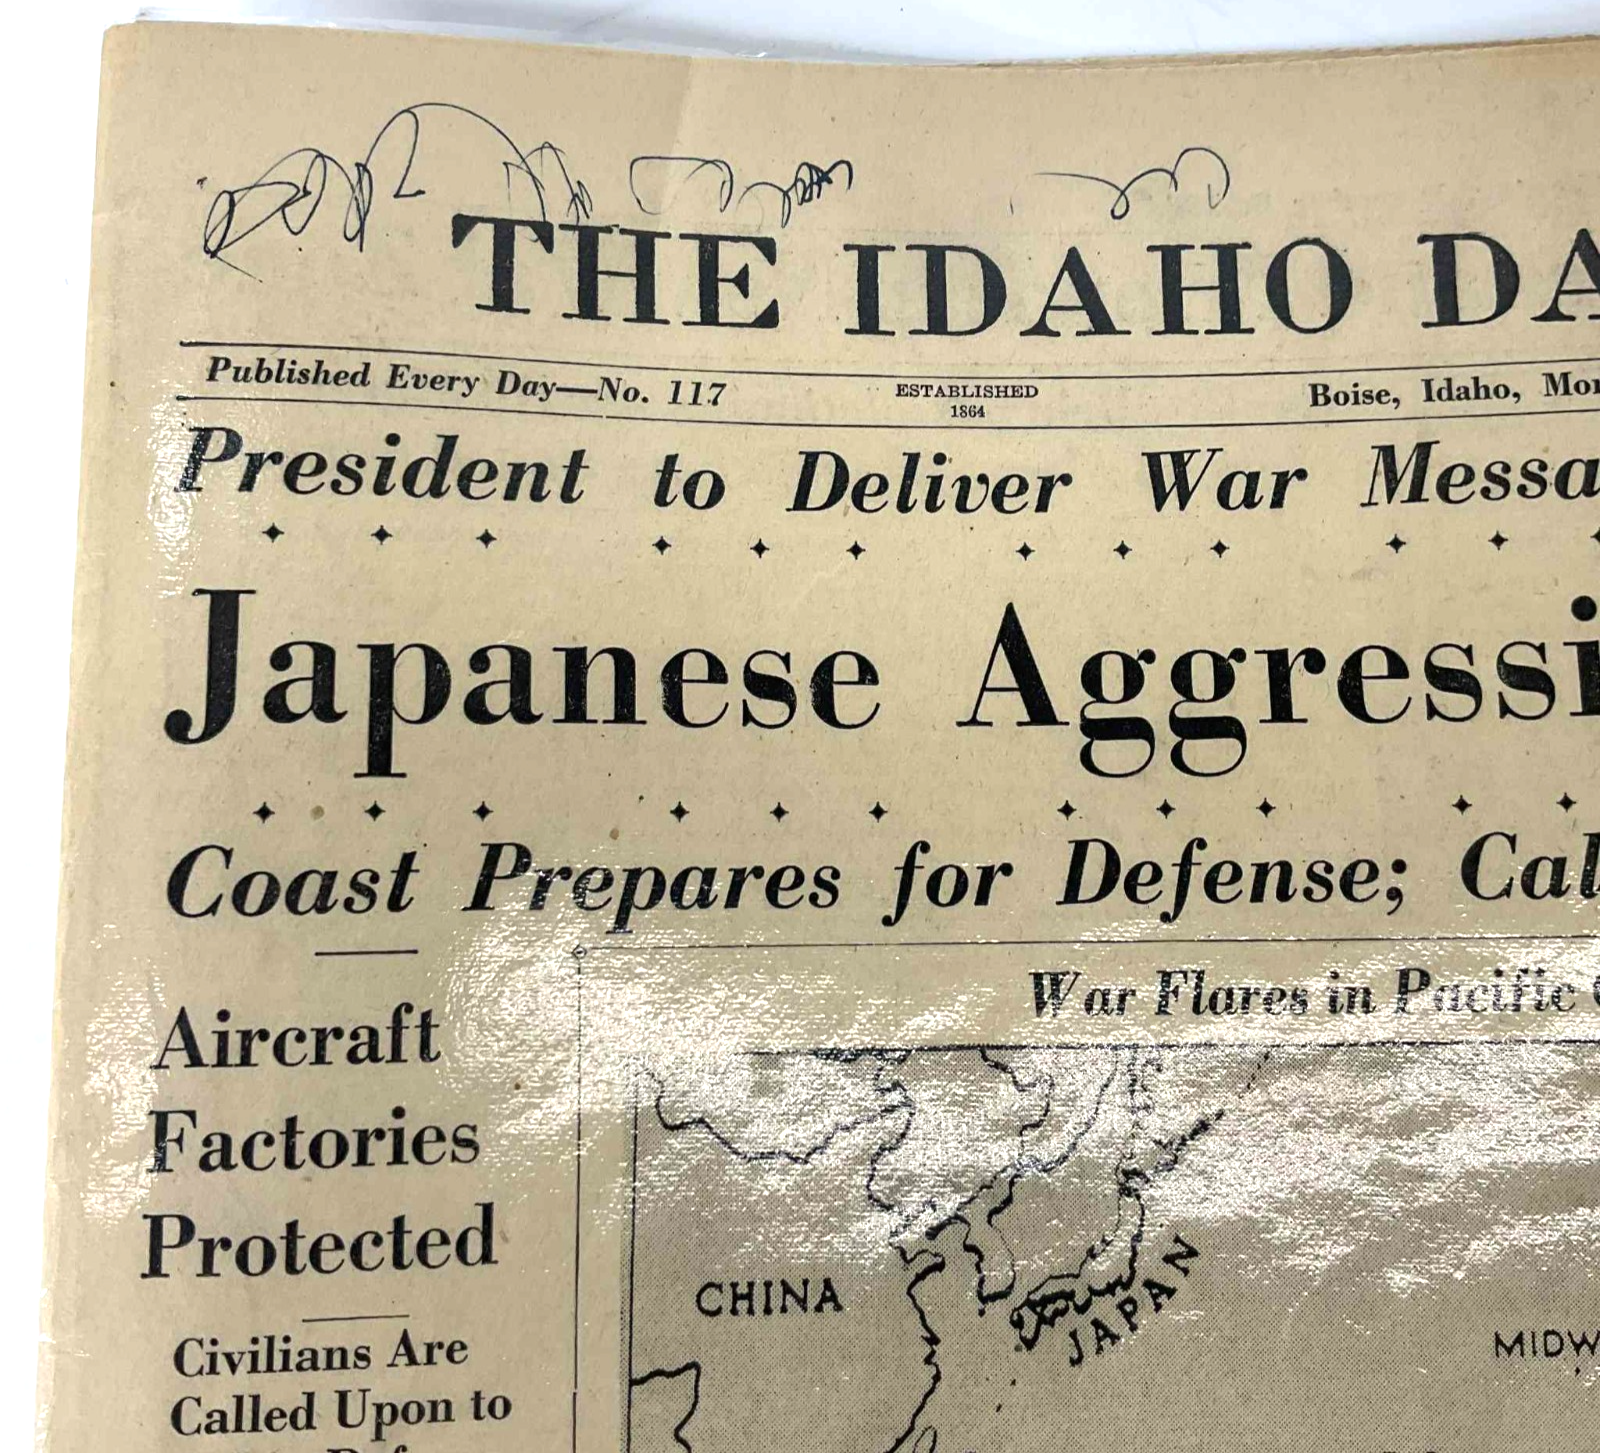 THE IDAHO DA
Published Every Day—No. 117
ESTABLISHED
1864
Boise, Idaho, Mon
President to Deliver War Messa
Japanese Aggressi
Coast Prepares for Defense; Cal
Aircraft
Factories
Protected
Civilians Are
Called Upon to
War Flares in Pacific
CHINA
JAPAN
MIDW